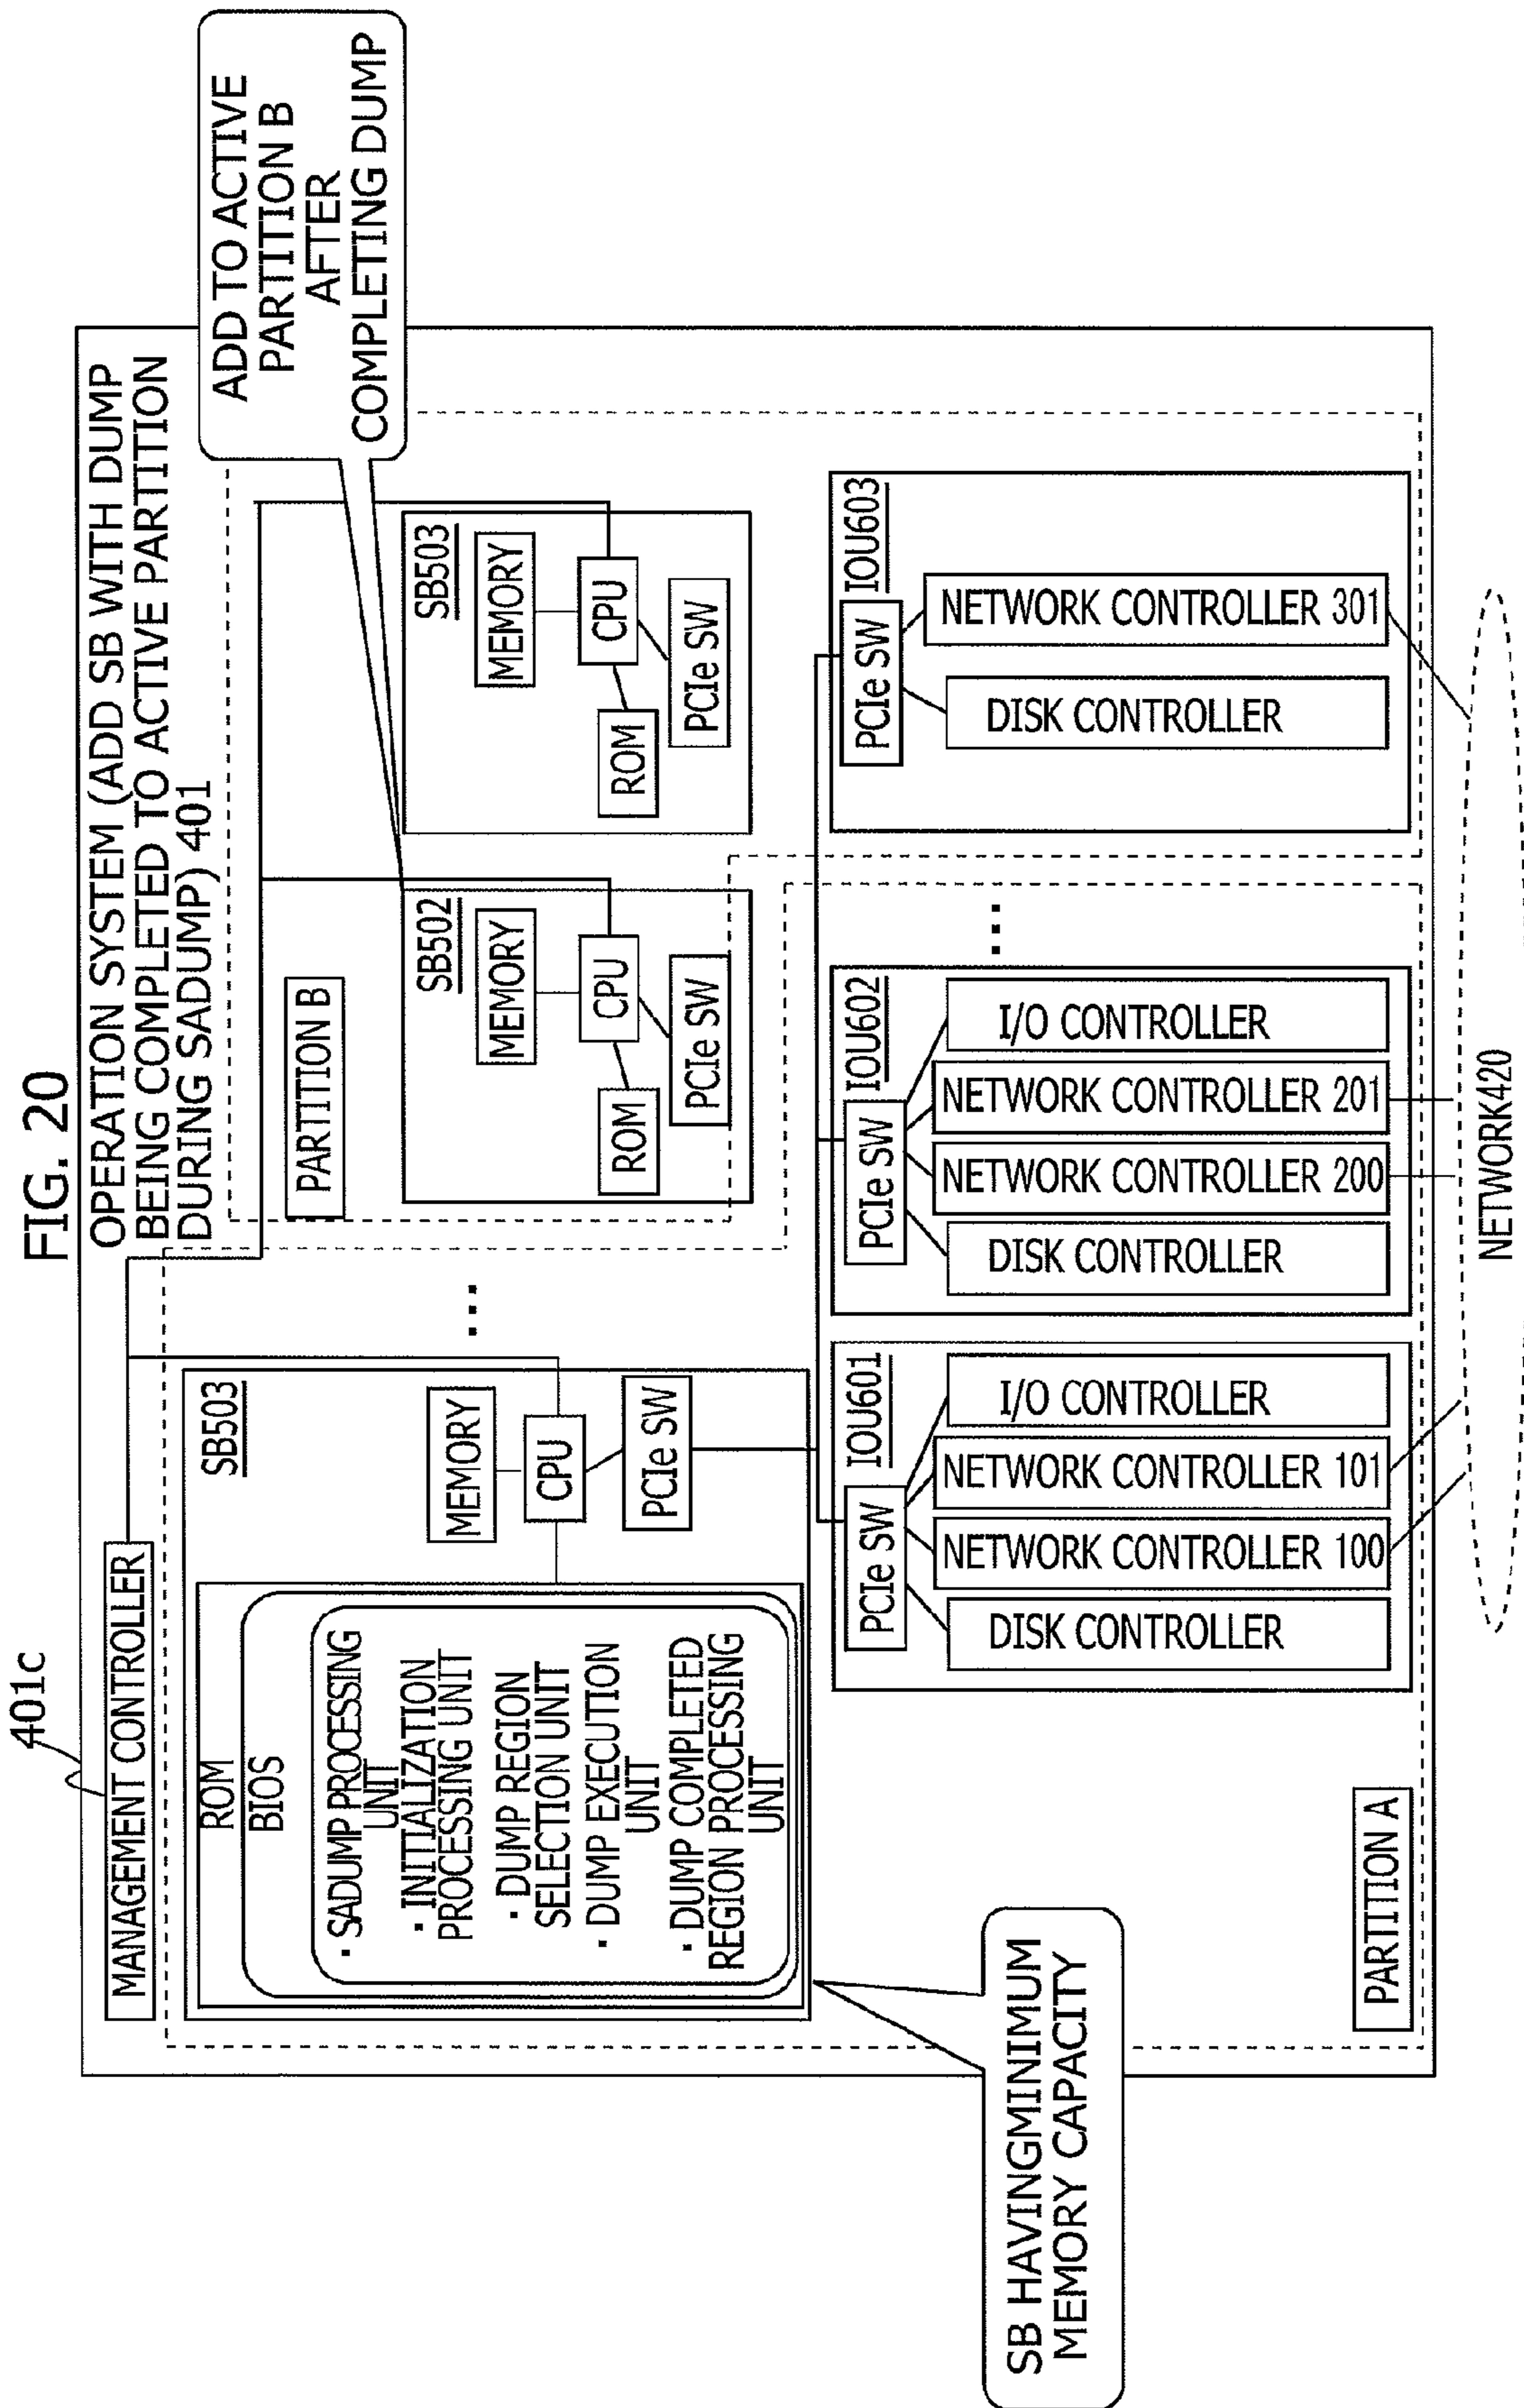 FIG. 20
401c
OPERATION SYSTEM (ADD SB WITH DUMP
BEING COMPLETED TO ACTIVE PARTITION
DURING SADUMP) 401
MANAGEMENT CONTROLLER
ADD TO ACTIVE
PARTITION B
AFTER
COMPLETING DUMP
SB503
ROM
BIOS
· SADUMP PROCESSING
UNIT
· INITIALIZATION
PROCESSING UNIT
· DUMP REGION
SELECTION UNIT
· DUMP EXECUTION
UNIT
· DUMP COMPLETED
REGION PROCESSING
UNIT
MEMORY
CPU
PCIe SW
...
PARTITION B
SB502
MEMORY
CPU
ROM
PCIe SW
SB503
MEMORY
CPU
ROM
PCIe SW
SB HAVINGMINIMUM
MEMORY CAPACITY
PARTITION A
IOU601
PCIe SW
DISK CONTROLLER
NETWORK CONTROLLER 100
NETWORK CONTROLLER 101
I/O CONTROLLER
IOU602
PCIe SW
DISK CONTROLLER
NETWORK CONTROLLER 200
NETWORK CONTROLLER 201
I/O CONTROLLER
...
IOU603
PCIe SW
DISK CONTROLLER
NETWORK CONTROLLER 301
NETWORK420